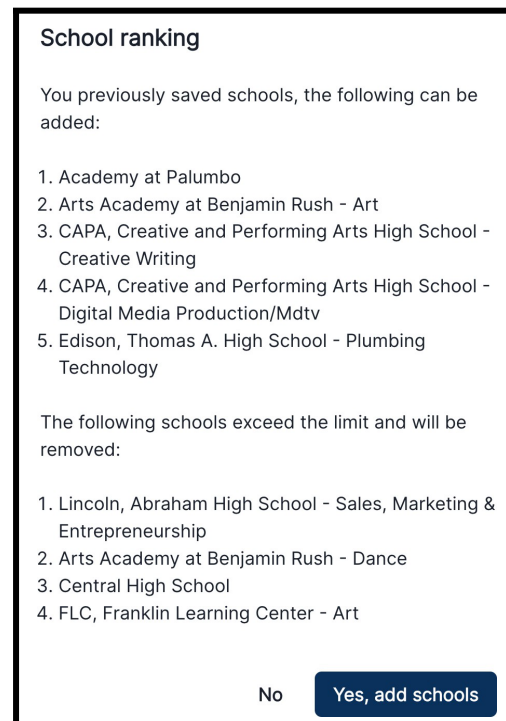 School ranking
You previously saved schools, the following can be
added:
1. Academy at Palumbo
2. Arts Academy at Benjamin Rush - Art
3. CAPA, Creative and Performing Arts High School -
Creative Writing
4. CAPA, Creative and Performing Arts High School -
Digital Media Production/Mdtv
5. Edison, Thomas A. High School - Plumbing
Technology
The following schools exceed the limit and will be
removed:
1. Lincoln, Abraham High School - Sales, Marketing &
Entrepreneurship
2. Arts Academy at Benjamin Rush - Dance
3. Central High School
4. FLC, Franklin Learning Center - Art
No Yes, add schools